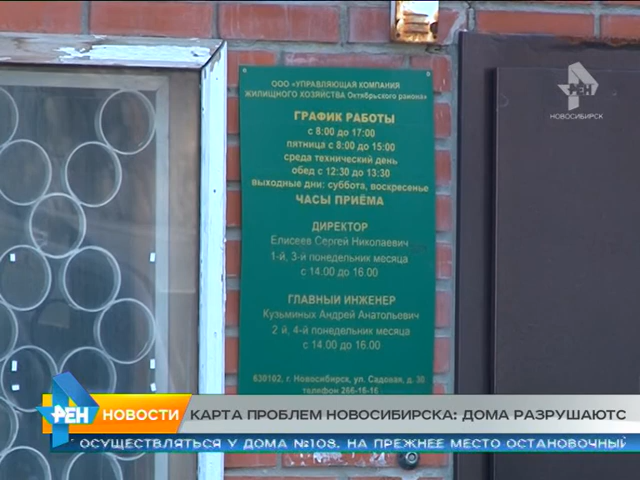 ООО «УПРАВЛЯЮЩАЯ КОМПАНИЯ
ЖИЛИЩНОГО ХОЗЯЙСТВА Октябрьского района»
ГРАФИК РАБОТЫ
с 8:00 до 17:00
пятница с 8:00 до 15:00
среда технический день
обед с 12:30 до 13:30
выходные дни: суббота, воскресенье
ЧАСЫ ПРИЁМА
ДИРЕКТОР
Елисеев Сергей Николаевич
1-й, 3-й понедельник месяца
с 14.00 до 16.00
ГЛАВНЫЙ ИНЖЕНЕР
Кузьминых Андрей Анатольевич
2 й, 4-й понедельник месяца
с 14.00 до 16.00
630102, г. Новосибирск, ул. Садовая, д. 30
телефон 266-16-16
РЕН
НОВОСИБИРСК
РЕН НОВОСТИ
КАРТА ПРОБЛЕМ НОВОСИБИРСКА: ДОМА РАЗРУШАЮТС
Т ОСУЩЕСТВЛЯТЬСЯ У ДОМА №108. НА ПРЕЖНЕЕ МЕСТО ОСТАНОВОЧНЫЙ